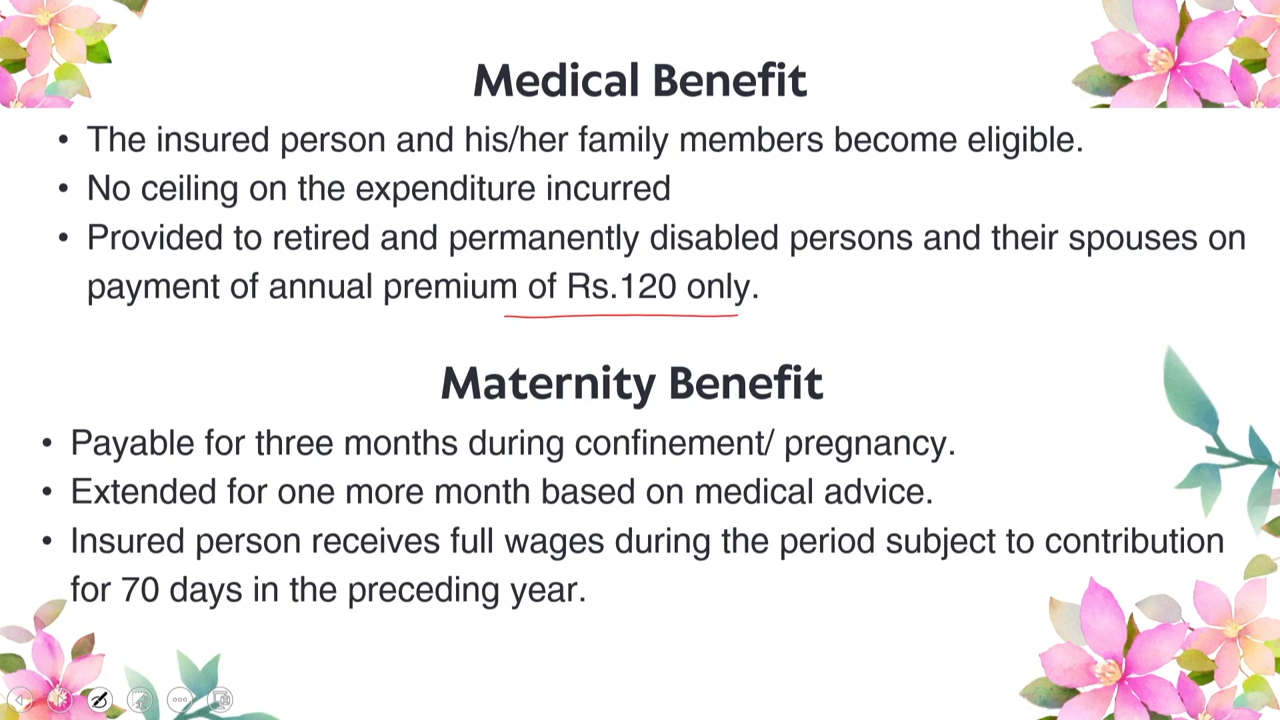 Medical Benefit
• The insured person and his/her family members become eligible.
• No ceiling on the expenditure incurred
• Provided to retired and permanently disabled persons and their spouses on
payment of annual premium of Rs.120 only.
Maternity Benefit
• Payable for three months during confinement/ pregnancy.
• Extended for one more month based on medical advice.
• Insured person receives full wages during the period subject to contribution
for 70 days in the preceding year.